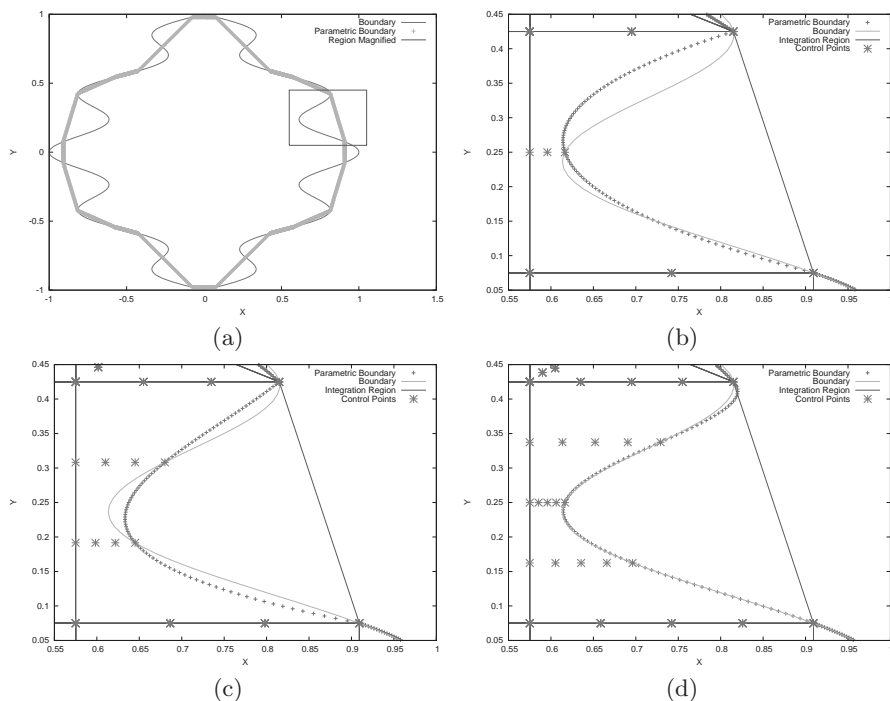 Boundary
Parametric Boundary
Region Magnified
1
0.5
0
-0.5
-1
-1 -0.5 0 0.5 1 1.5
Y
X
(a)
Parametric Boundary
Boundary
Integration Region
Control Points
0.45
0.4
0.35
0.3
0.25
0.2
0.15
0.1
0.05
0.55 0.6 0.65 0.7 0.75 0.8 0.85 0.9 0.95 1
Y
X
(b)
Parametric Boundary
Boundary
Integration Region
Control Points
0.45
0.4
0.35
0.3
0.25
0.2
0.15
0.1
0.05
0.55 0.6 0.65 0.7 0.75 0.8 0.85 0.9 0.95 1
Y
X
(c)
Parametric Boundary
Boundary
Integration Region
Control Points
0.45
0.4
0.35
0.3
0.25
0.2
0.15
0.1
0.05
0.55 0.6 0.65 0.7 0.75 0.8 0.85 0.9 0.95 1
Y
X
(d)